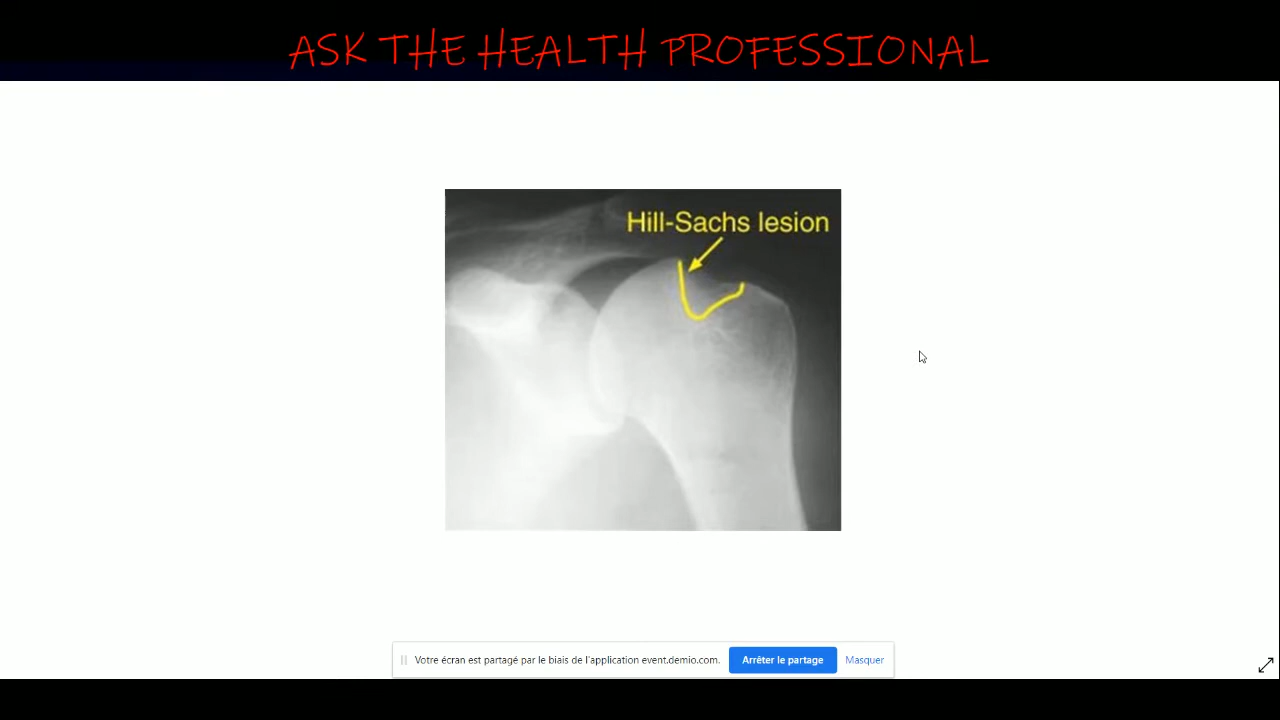 ASK THE HEALTH PROFESSIONAL
Hill-Sachs lesion
Votre écran est partagé par le biais de l'application event.demio.com. Arrêter le partage Masquer